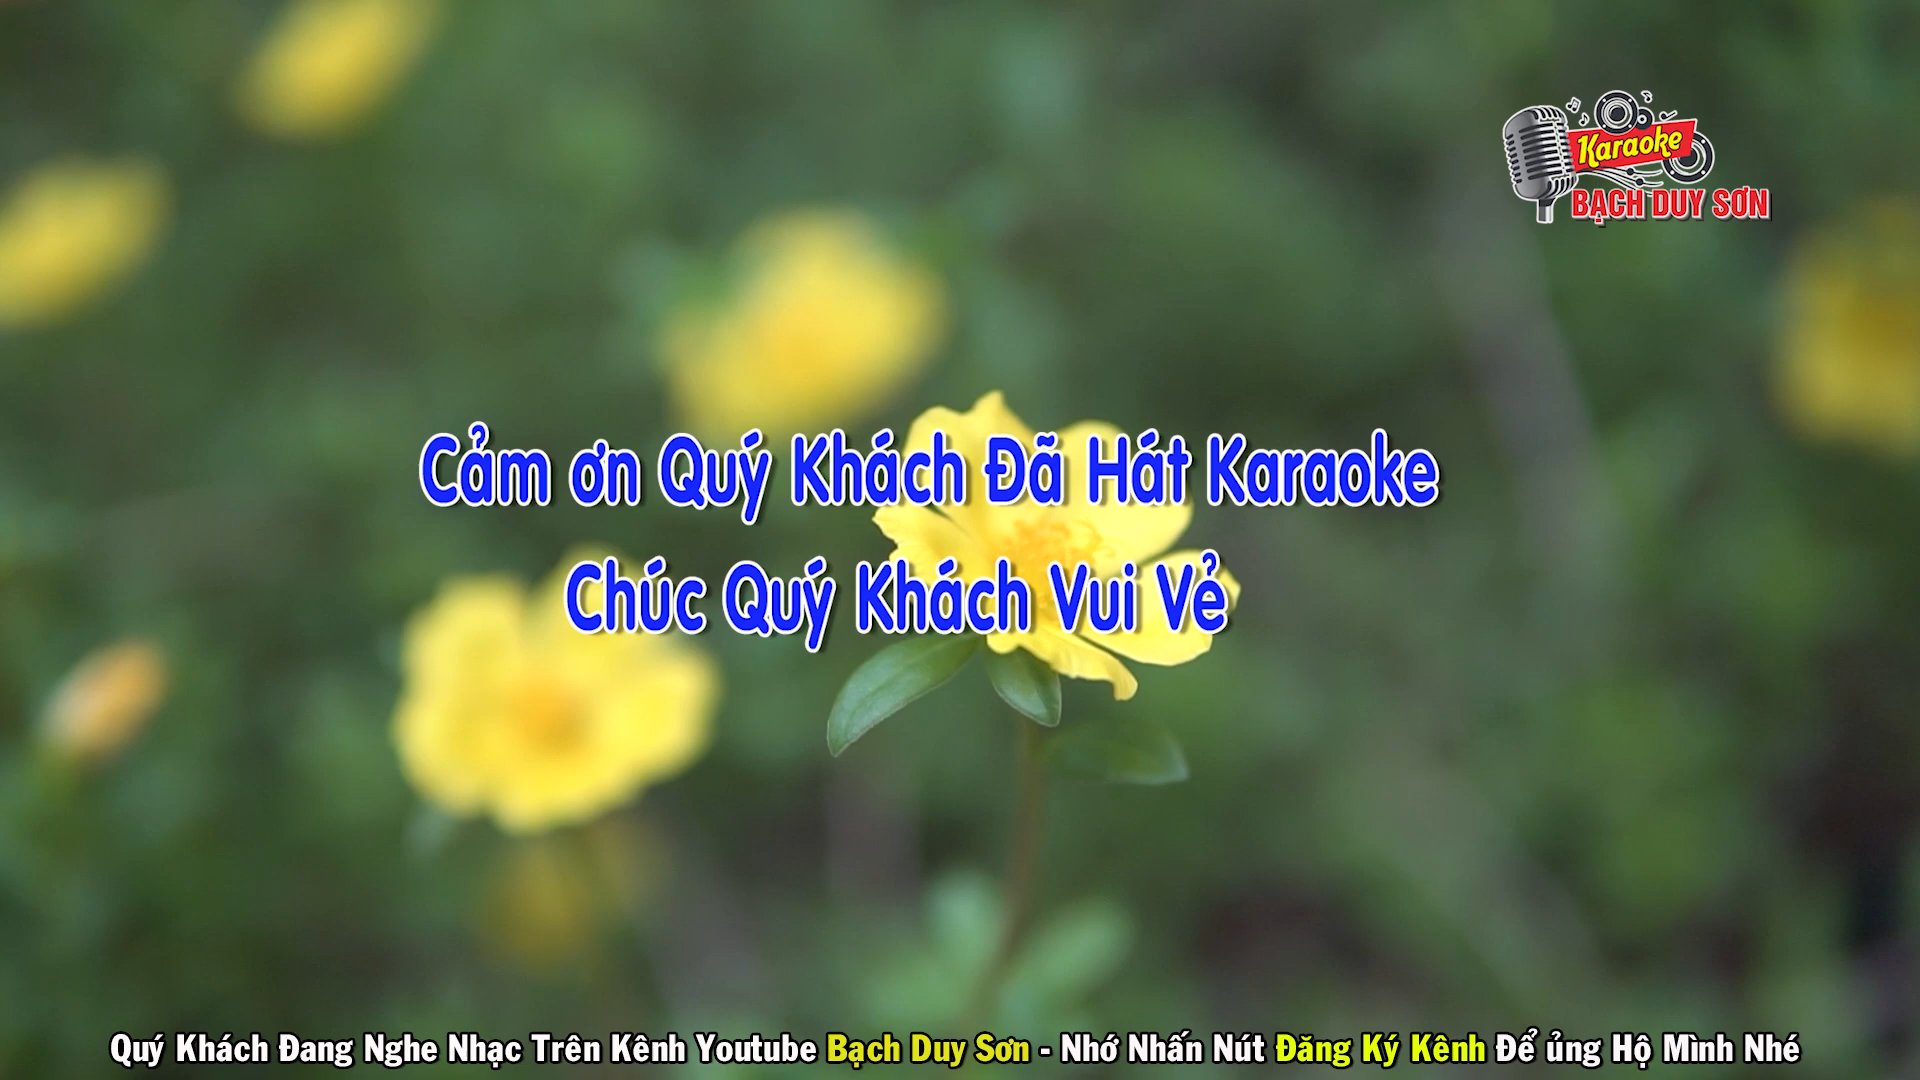 Karaoke
BẠCH DUY SƠN
Cảm ơn Quý Khách Đã Hát Karaoke
Chúc Quý Khách Vui Vẻ
Quý Khách Đang Nghe Nhạc Trên Kênh Youtube Bạch Duy Sơn - Nhớ Nhấn Nút Đăng Ký Kênh Để ủng Hộ Mình Nhé